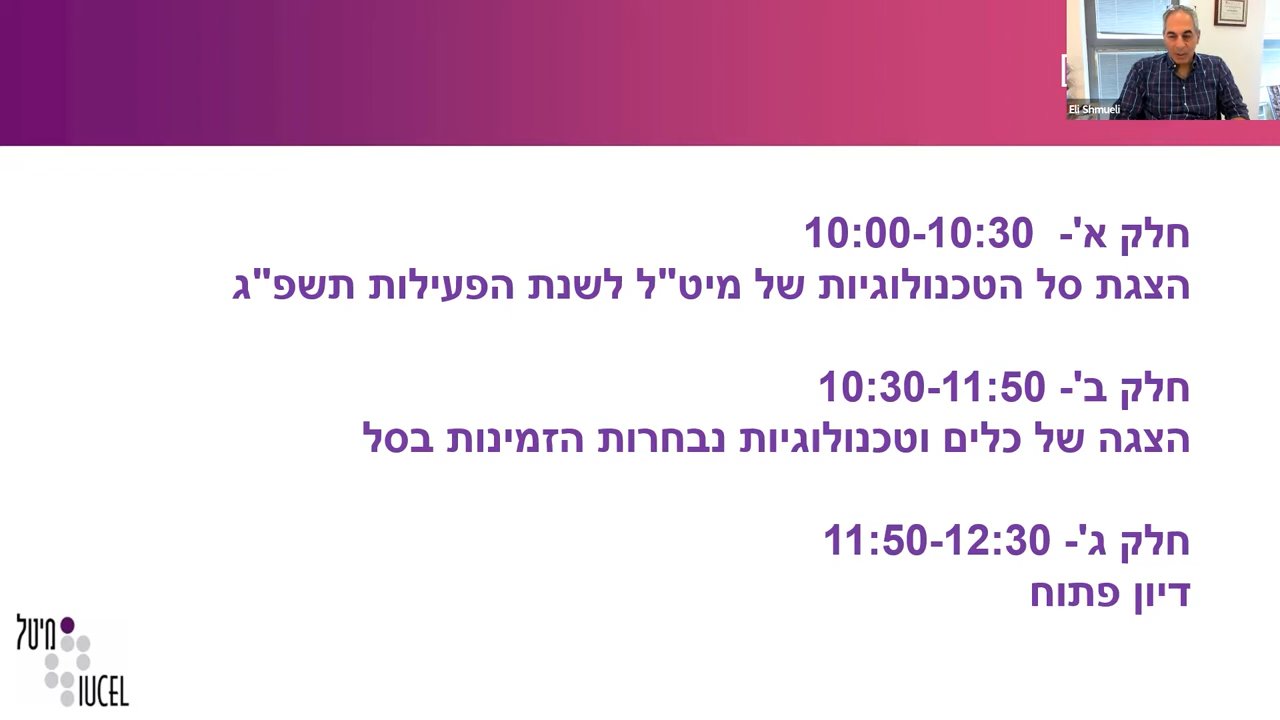 Eli Shmueli
חלק א'- 10:00-10:30
הצגת סל הטכנולוגיות של מיט"ל לשנת הפעילות תשפ"ג
חלק ב'- 10:30-11:50
הצגה של כלים וטכנולוגיות נבחרות הזמינות בסל
חלק ג'- 11:50-12:30
דיון פתוח
מיטל
IUCEL